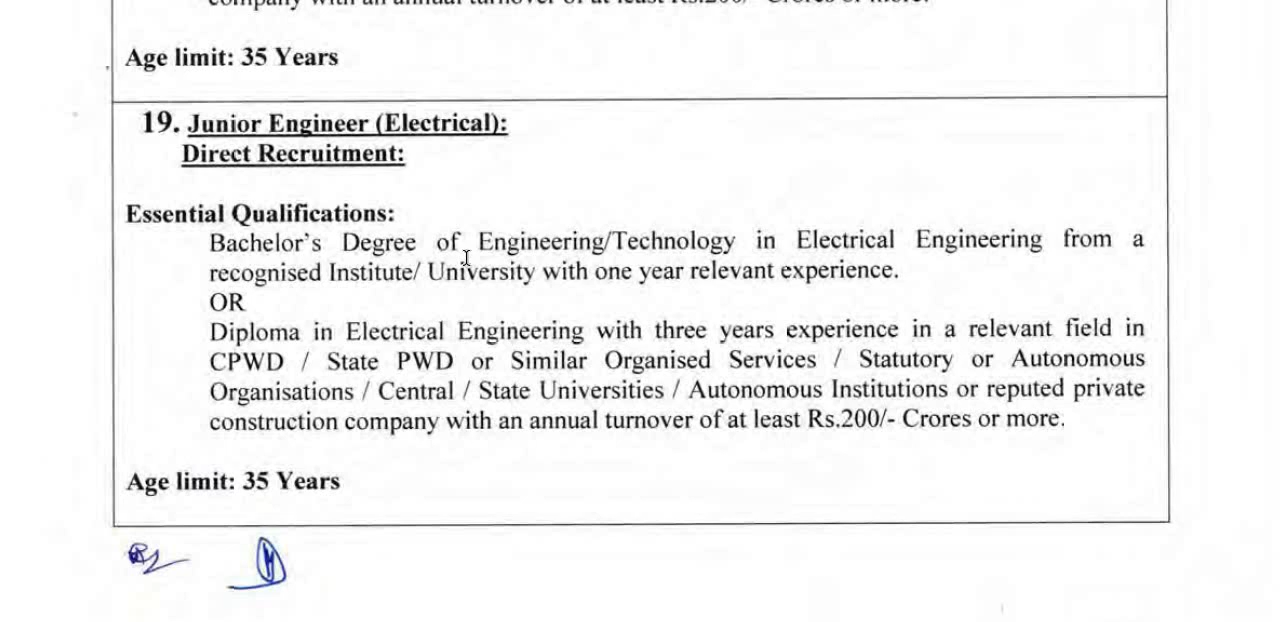 company with an annual turnover of at least Rs.200/- Crores or more.
Age limit: 35 Years
19. Junior Engineer (Electrical):
Direct Recruitment:
Essential Qualifications:
Bachelor's Degree of Engineering/Technology in Electrical Engineering from a
recognised Institute/ University with one year relevant experience.
OR
Diploma in Electrical Engineering with three years experience in a relevant field in
CPWD / State PWD or Similar Organised Services / Statutory or Autonomous
Organisations / Central / State Universities / Autonomous Institutions or reputed private
construction company with an annual turnover of at least Rs.200/- Crores or more.
Age limit: 35 Years